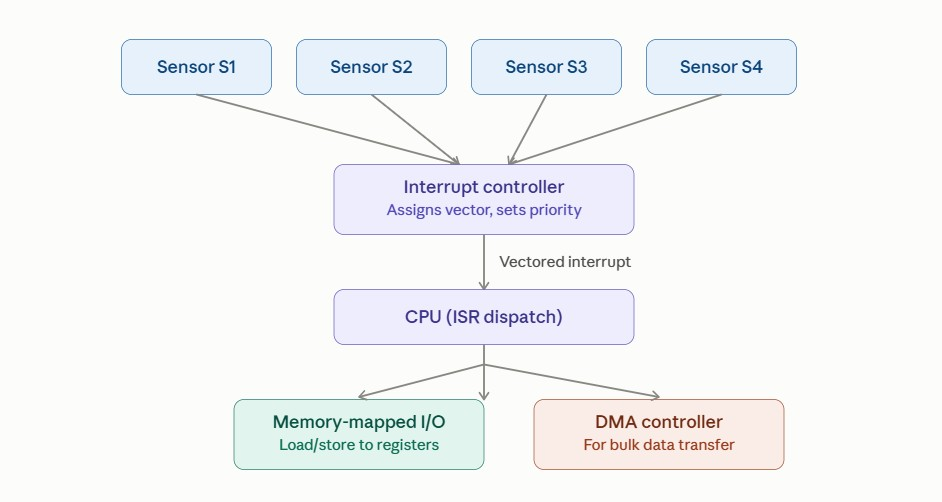 Sensor S1
Sensor S2
Sensor S3
Sensor S4
Interrupt controller
Assigns vector, sets priority
Vectored interrupt
CPU (ISR dispatch)
Memory-mapped I/O
Load/store to registers
DMA controller
For bulk data transfer